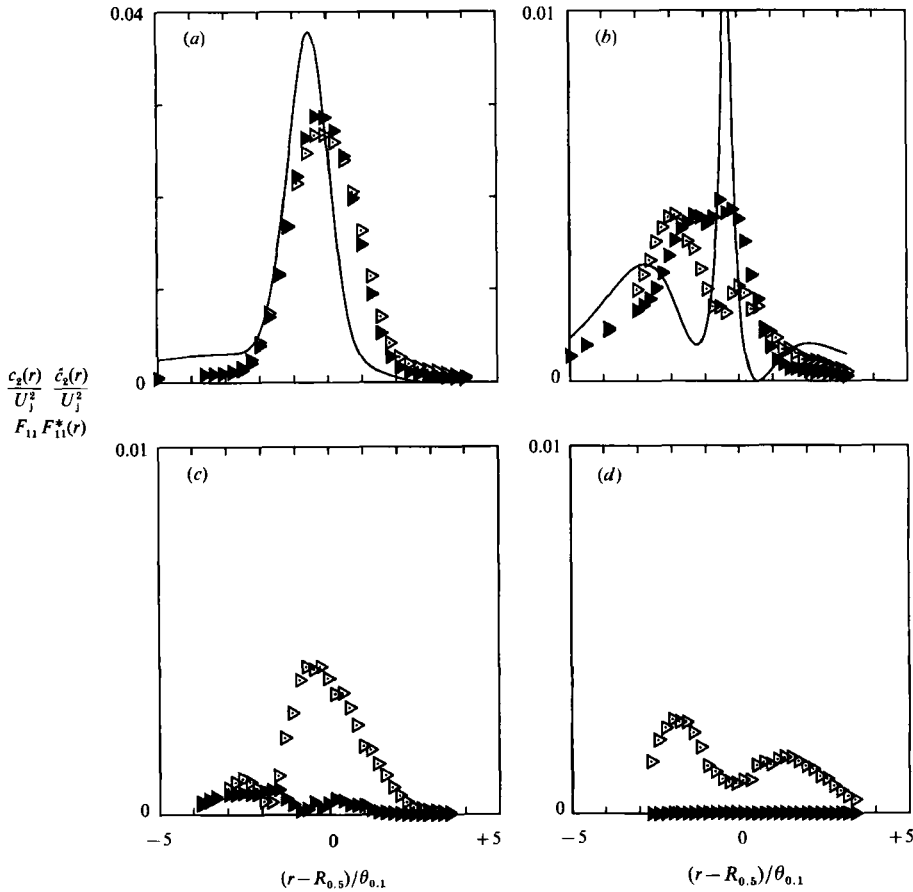 0.04
(a)
0
0.01
(b)
0
c₂(r) / U_j² ĉ₂(r) / U_j²
F₁₁ F*₁₁(r)
0.01
(c)
0
−5 0 +5
(r − R₀.₅)/θ₀.₁
0.01
(d)
0
−5 0 +5
(r − R₀.₅)/θ₀.₁